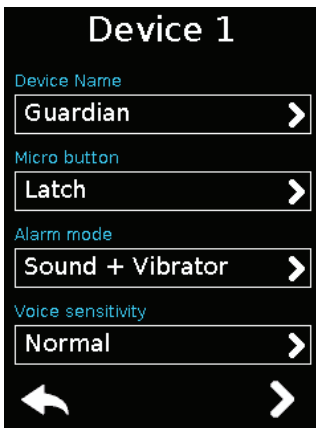 Device 1
Device Name
Guardian
Micro button
Latch
Alarm mode
Sound + Vibrator
Voice sensitivity
Normal